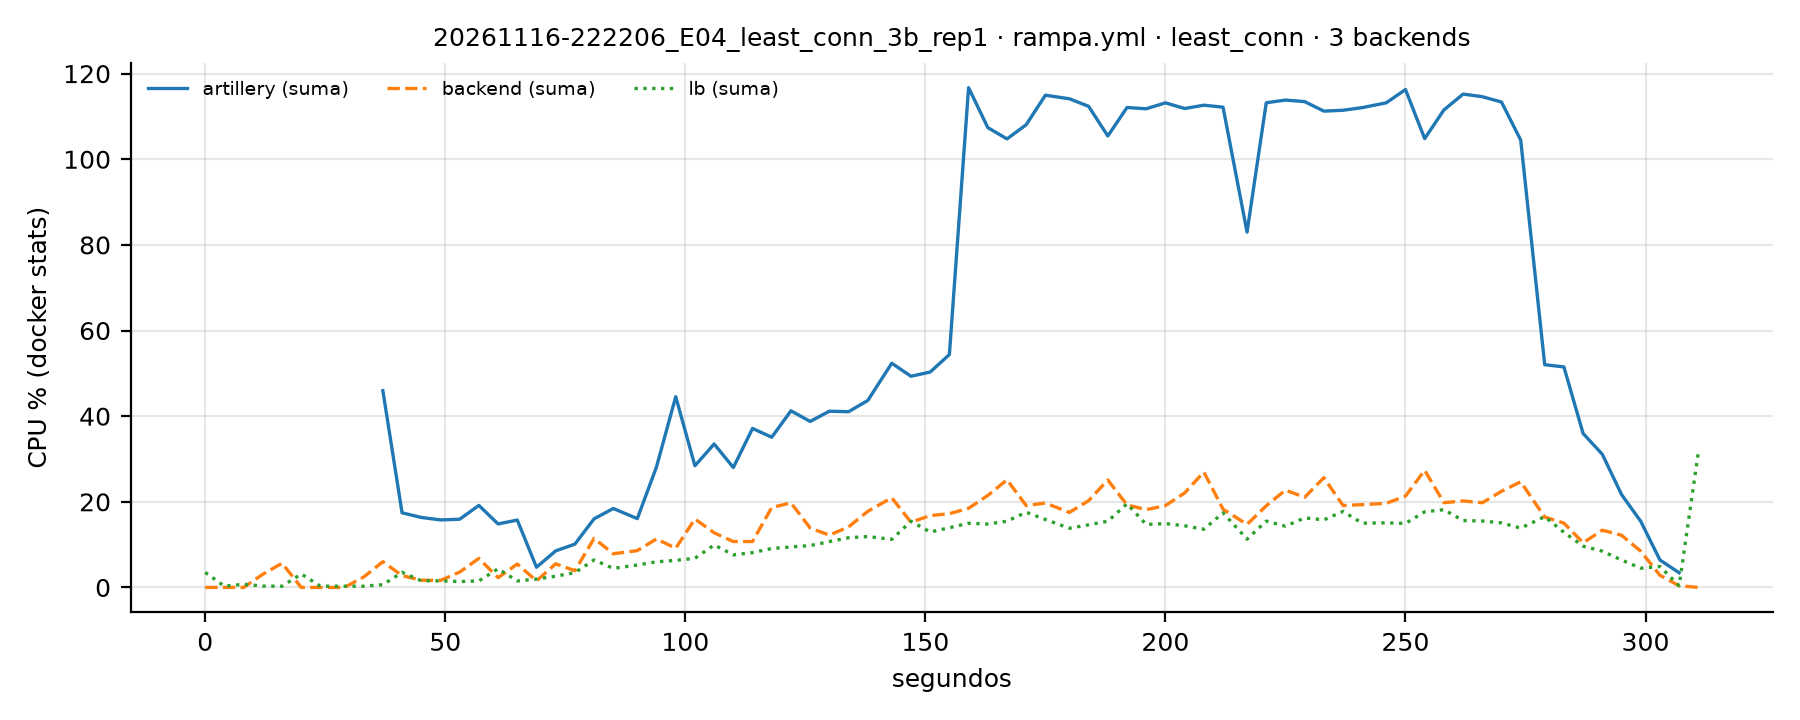 20261116-222206_E04_least_conn_3b_rep1 · rampa.yml · least_conn · 3 backends
artillery (suma) backend (suma) lb (suma)
CPU % (docker stats)
120
100
80
60
40
20
0
0 50 100 150 200 250 300
segundos